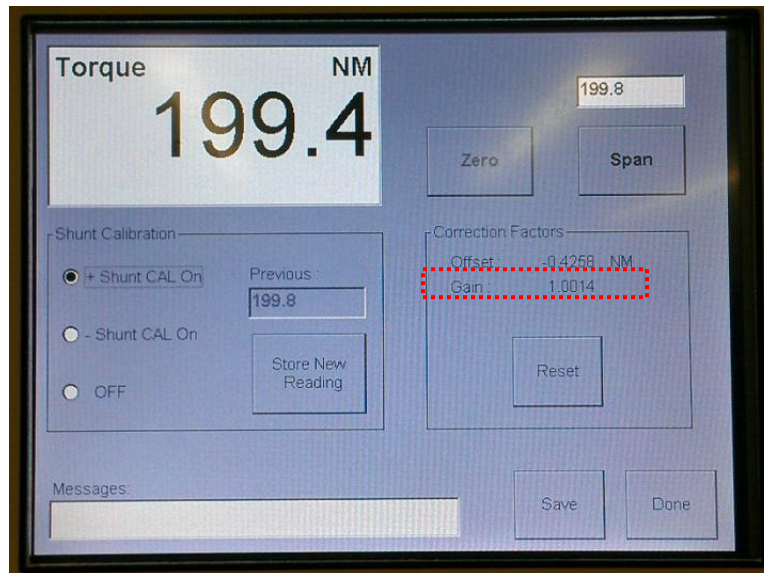 Torque NM
199.4
199.8
Zero
Span
Shunt Calibration
+ Shunt CAL On
Previous :
199.8
- Shunt CAL On
Store New
Reading
OFF
Correction Factors
Offset: -0.4258 NM
Gain : 1.0014
Reset
Messages:
Save
Done